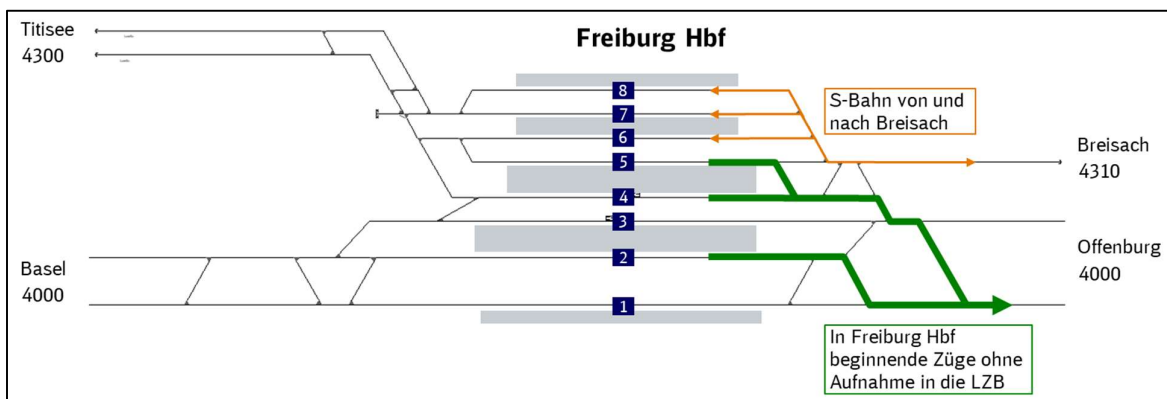 Titisee
4300
Freiburg Hbf
8
7
6
5
4
3
2
1
S-Bahn von und
nach Breisach
Breisach
4310
Basel
4000
Offenburg
4000
In Freiburg Hbf
beginnende Züge ohne
Aufnahme in die LZB